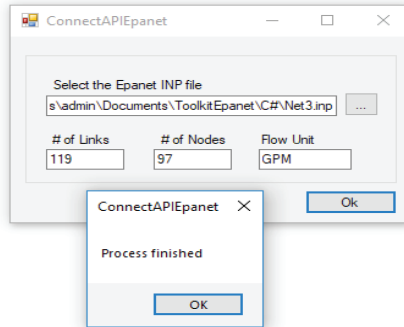 ConnectAPIEpanet
Select the Epanet INP file
s\admin\Documents\ToolkitEpanet\C#\Net3.inp
...
# of Links
# of Nodes
Flow Unit
119
97
GPM
Ok
ConnectAPIEpanet
Process finished
OK